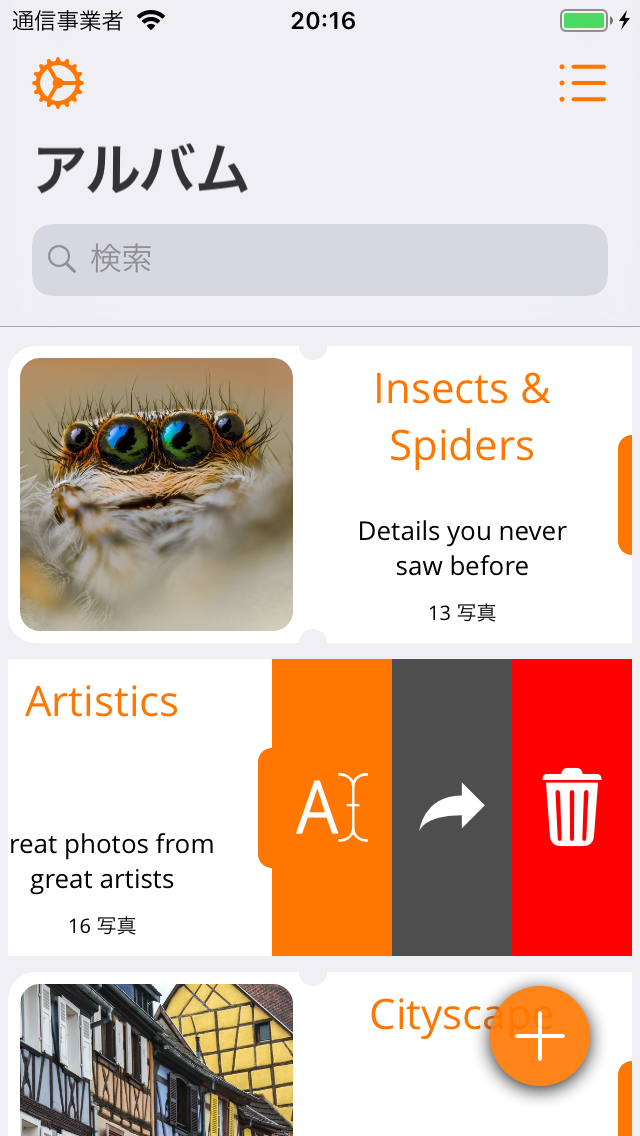 通信事業者 20:16
アルバム
検索
Insects &
Spiders
Details you never
saw before
13 写真
Artistics
reat photos from
great artists
16 写真
A
Cityscape